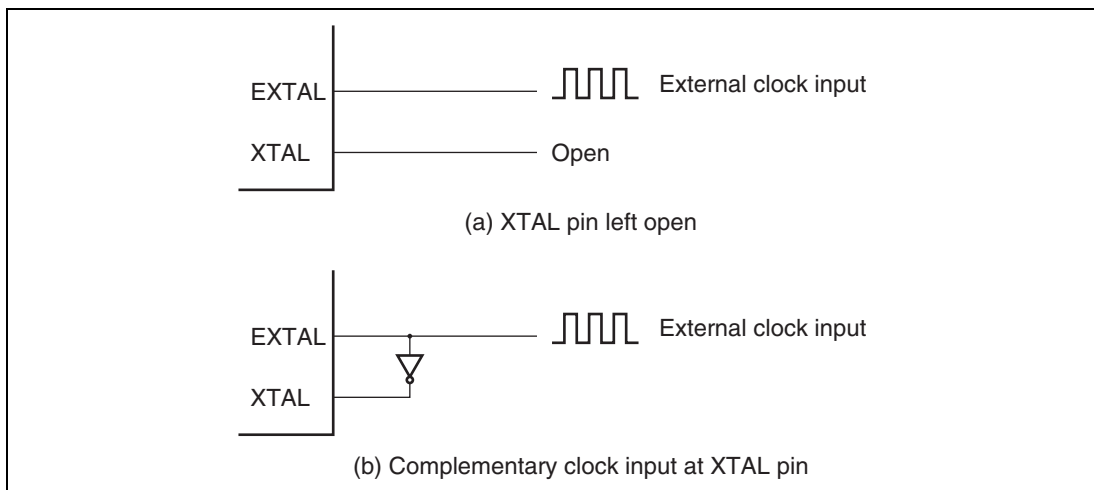 EXTAL
External clock input
XTAL
Open
(a) XTAL pin left open
EXTAL
External clock input
XTAL
(b) Complementary clock input at XTAL pin